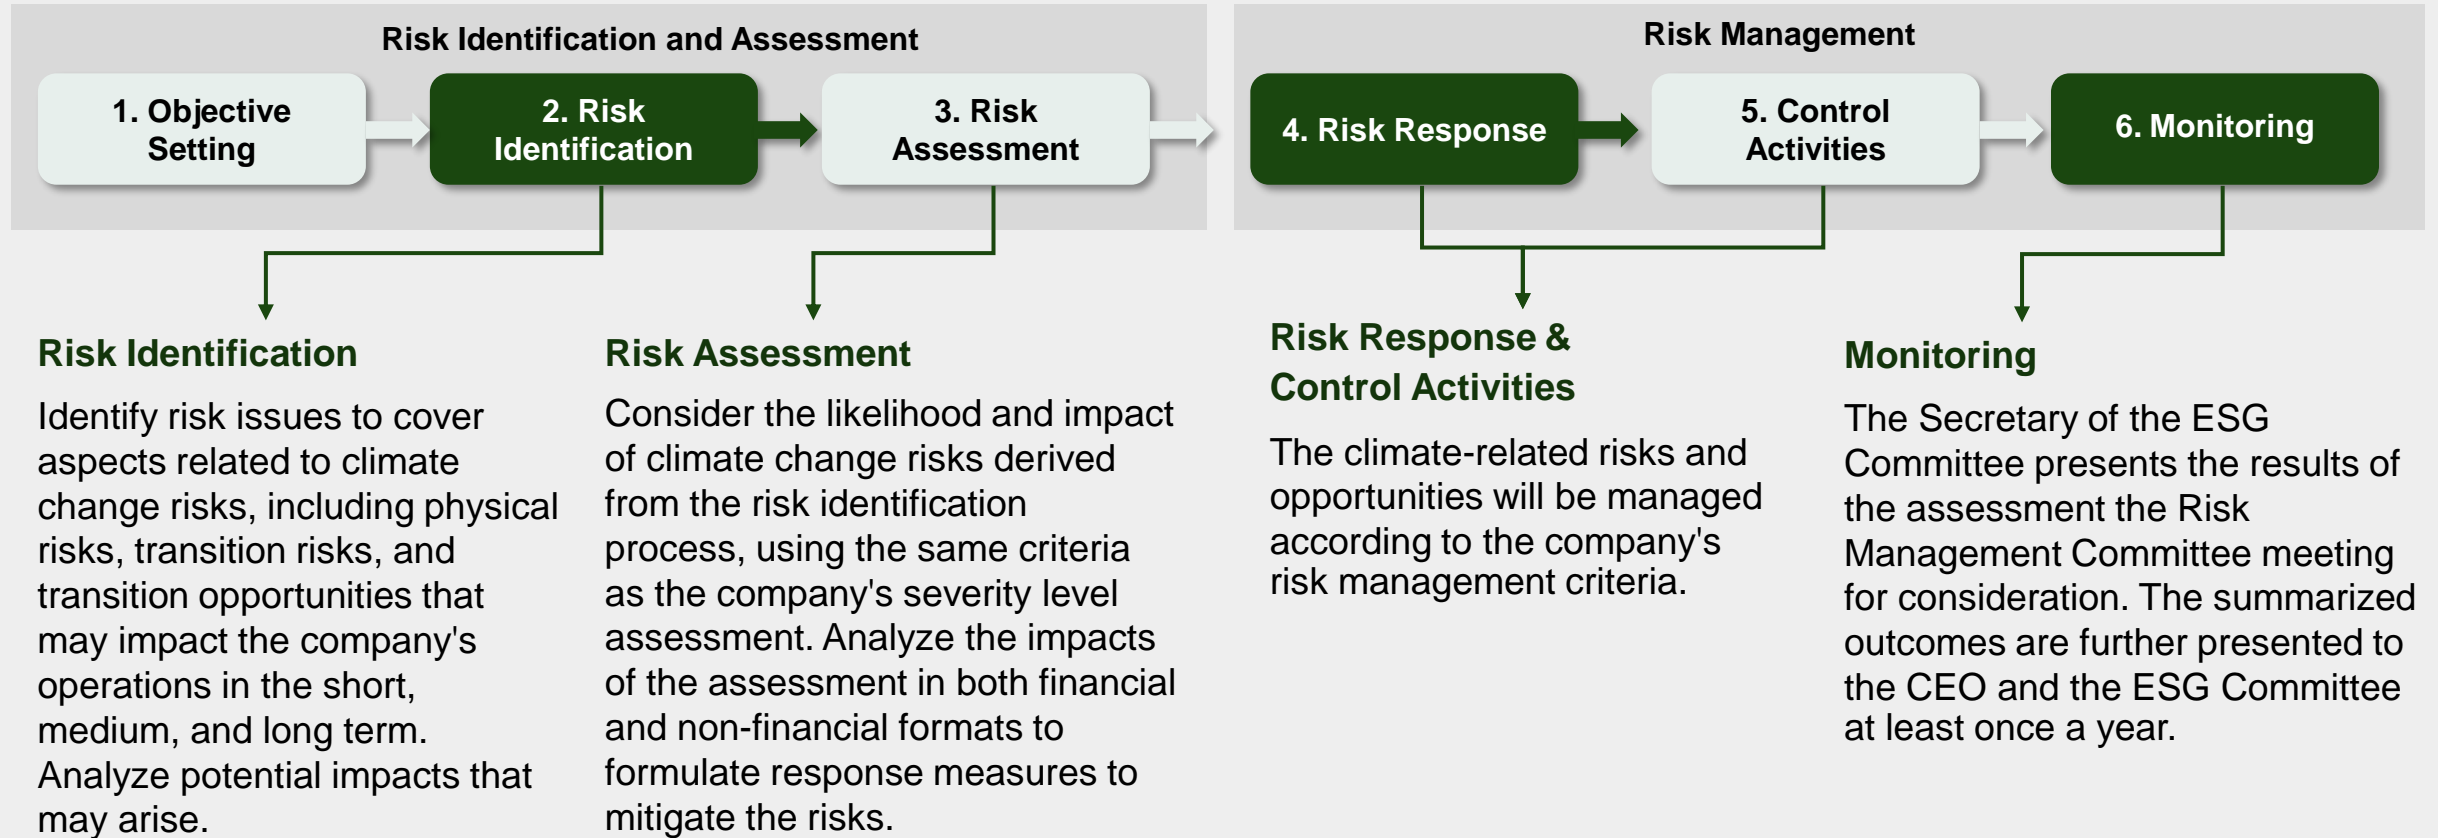 Risk Identification and Assessment
1. Objective
Setting
2. Risk
Identification
3. Risk
Assessment
Risk Management
4. Risk Response
5. Control
Activities
6. Monitoring
Risk Identification
Identify risk issues to cover
aspects related to climate
change risks, including physical
risks, transition risks, and
transition opportunities that
may impact the company's
operations in the short,
medium, and long term.
Analyze potential impacts that
may arise.
Risk Assessment
Consider the likelihood and impact
of climate change risks derived
from the risk identification
process, using the same criteria
as the company's severity level
assessment. Analyze the impacts
of the assessment in both financial
and non-financial formats to
formulate response measures to
mitigate the risks.
Risk Response &
Control Activities
The climate-related risks and
opportunities will be managed
according to the company's
risk management criteria.
Monitoring
The Secretary of the ESG
Committee presents the results of
the assessment the Risk
Management Committee meeting
for consideration. The summarized
outcomes are further presented to
the CEO and the ESG Committee
at least once a year.